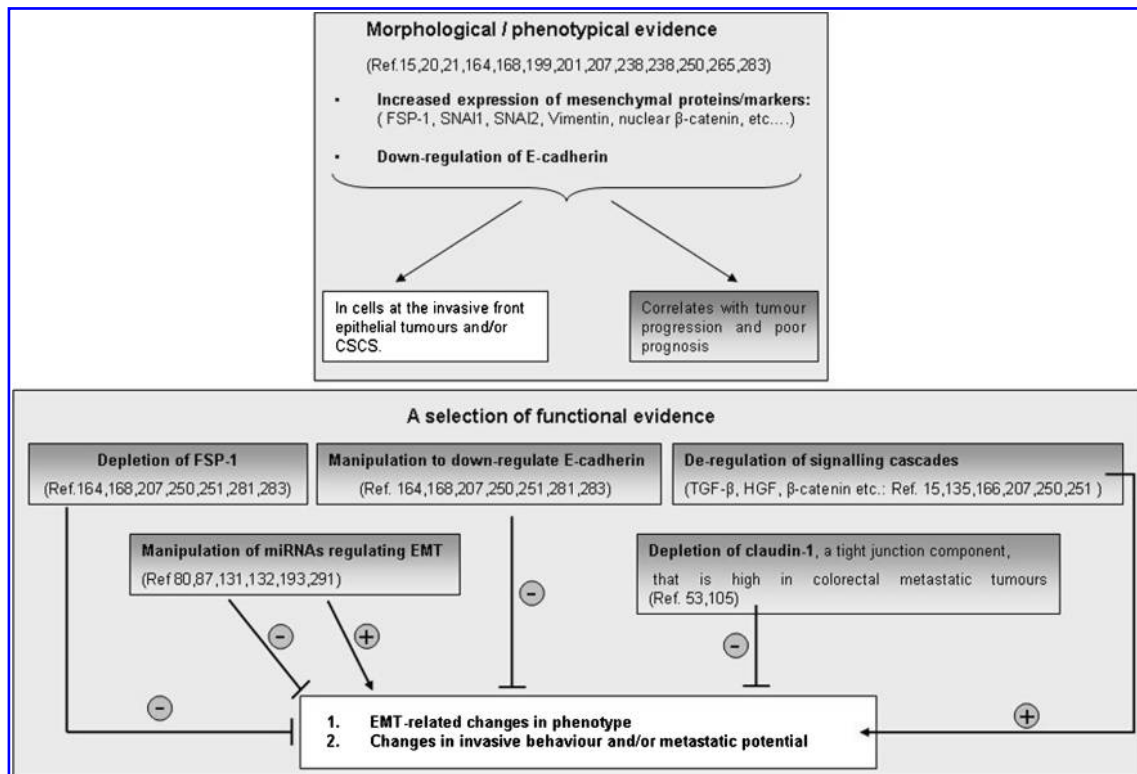 Morphological / phenotypical evidence
(Ref.15,20,21,164,168,199,201,207,238,238,250,265,283)
▪ Increased expression of mesenchymal proteins/markers:
( FSP-1, SNAI1, SNAI2, Vimentin, nuclear β-catenin, etc....)
▪ Down-regulation of E-cadherin
In cells at the invasive front
epithelial tumours and/or
CSCS.
Correlates with tumour
progression and poor
prognosis
A selection of functional evidence
Depletion of FSP-1
(Ref.164,168,207,250,251,281,283)
Manipulation to down-regulate E-cadherin
(Ref. 164,168,207,250,251,281,283)
De-regulation of signalling cascades
(TGF-β, HGF, β-catenin etc.: Ref. 15,135,166,207,250,251 )
Manipulation of miRNAs regulating EMT
(Ref 80,87,131,132,193,291)
Depletion of claudin-1, a tight junction component,
that is high in colorectal metastatic tumours
(Ref. 53,105)
-
-
+
-
-
+
1. EMT-related changes in phenotype
2. Changes in invasive behaviour and/or metastatic potential